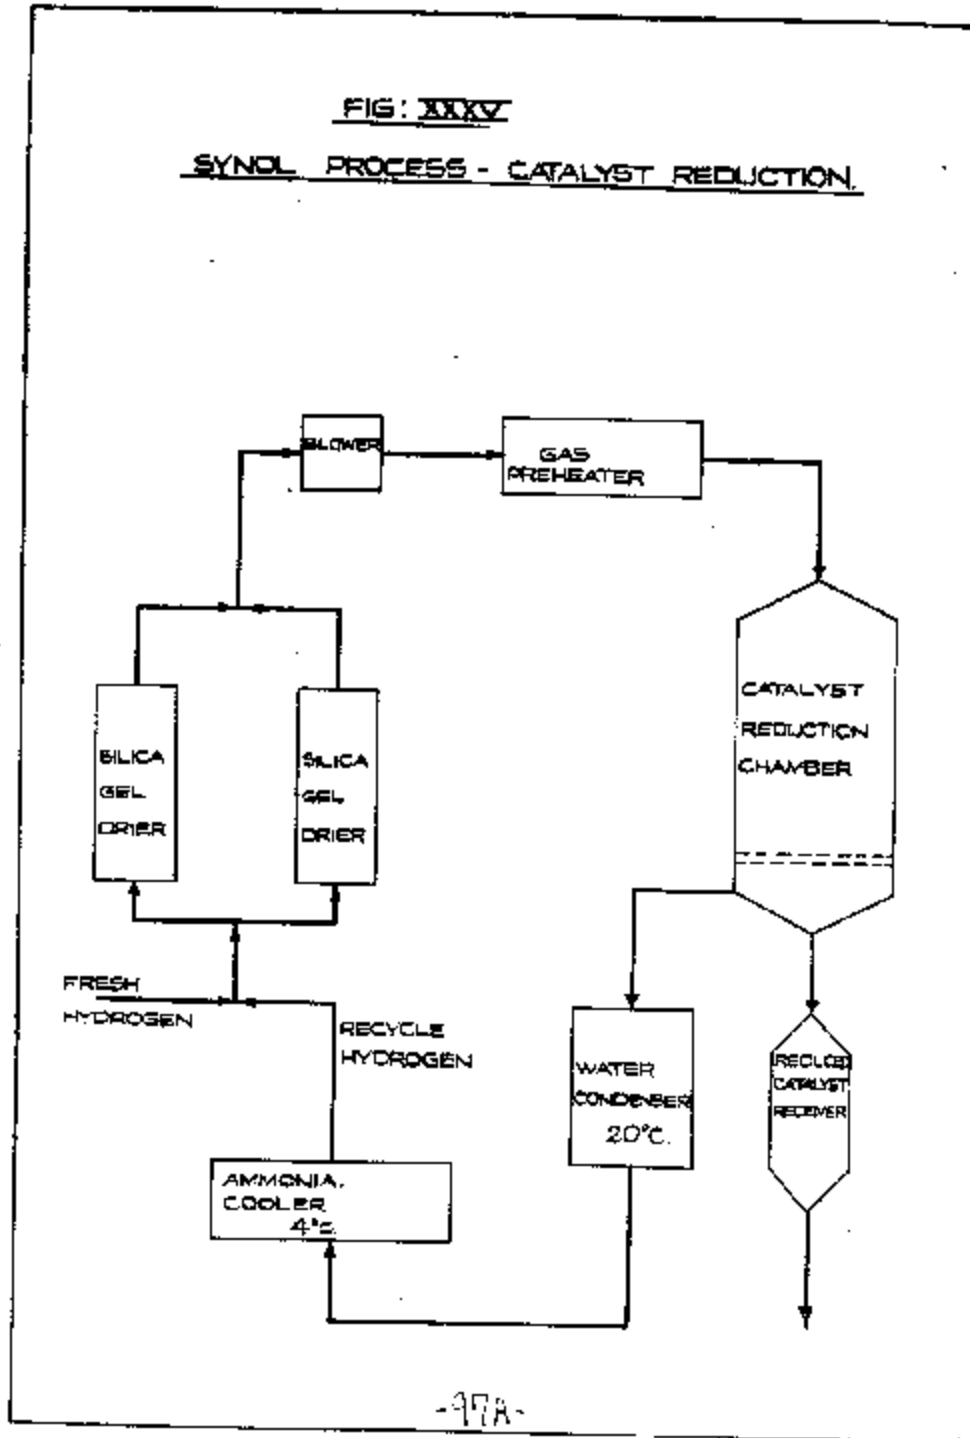 FIG: XXXV
SYNOL PROCESS - CATALYST REDUCTION.
BLOWER
GAS
PREHEATER
CATALYST
REDUCTION
CHAMBER
SILICA
GEL
DRIER
SILICA
GEL
DRIER
FRESH
HYDROGEN
RECYCLE
HYDROGEN
WATER
CONDENSER
20°C.
REDUCED
CATALYST
RECEIVER
AMMONIA.
COOLER
4°C.
-97A-